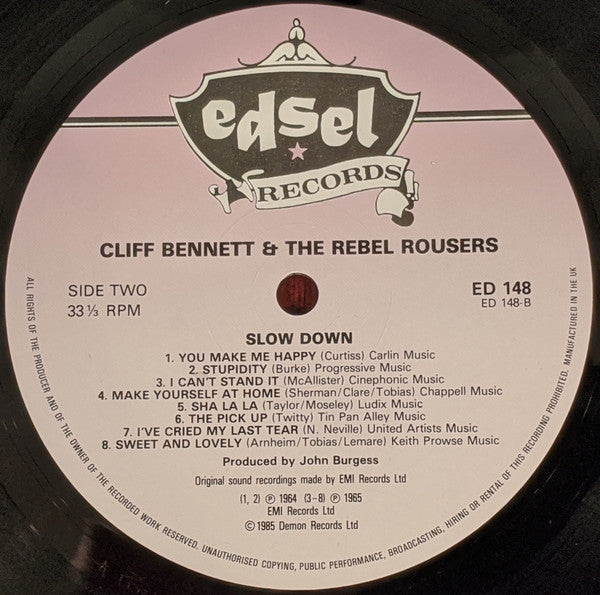 edsel
RECORDS
CLIFF BENNETT & THE REBEL ROUSERS
SIDE TWO
33⅓ RPM
ED 148
ED 148-B
SLOW DOWN
1. YOU MAKE ME HAPPY (Curtiss) Carlin Music
2. STUPIDITY (Burke) Progressive Music
3. I CAN'T STAND IT (McAllister) Cinephonic Music
4. MAKE YOURSELF AT HOME (Sherman/Clare/Tobias) Chappell Music
5. SHA LA LA (Taylor/Moseley) Ludix Music
6. THE PICK UP (Twitty) Tin Pan Alley Music
7. I'VE CRIED MY LAST TEAR (N. Neville) United Artists Music
8. SWEET AND LOVELY (Arnheim/Tobias/Lemare) Keith Prowse Music
Produced by John Burgess
Original sound recordings made by EMI Records Ltd
(1, 2) ℗ 1964 (3–8) ℗ 1965
EMI Records Ltd
© 1985 Demon Records Ltd
ALL RIGHTS OF THE PRODUCER AND OF THE OWNER OF THE RECORDED WORK RESERVED. UNAUTHORISED COPYING, PUBLIC PERFORMANCE, BROADCASTING, HIRING OR RENTAL OF THIS RECORDING PROHIBITED. MANUFACTURED IN THE UK